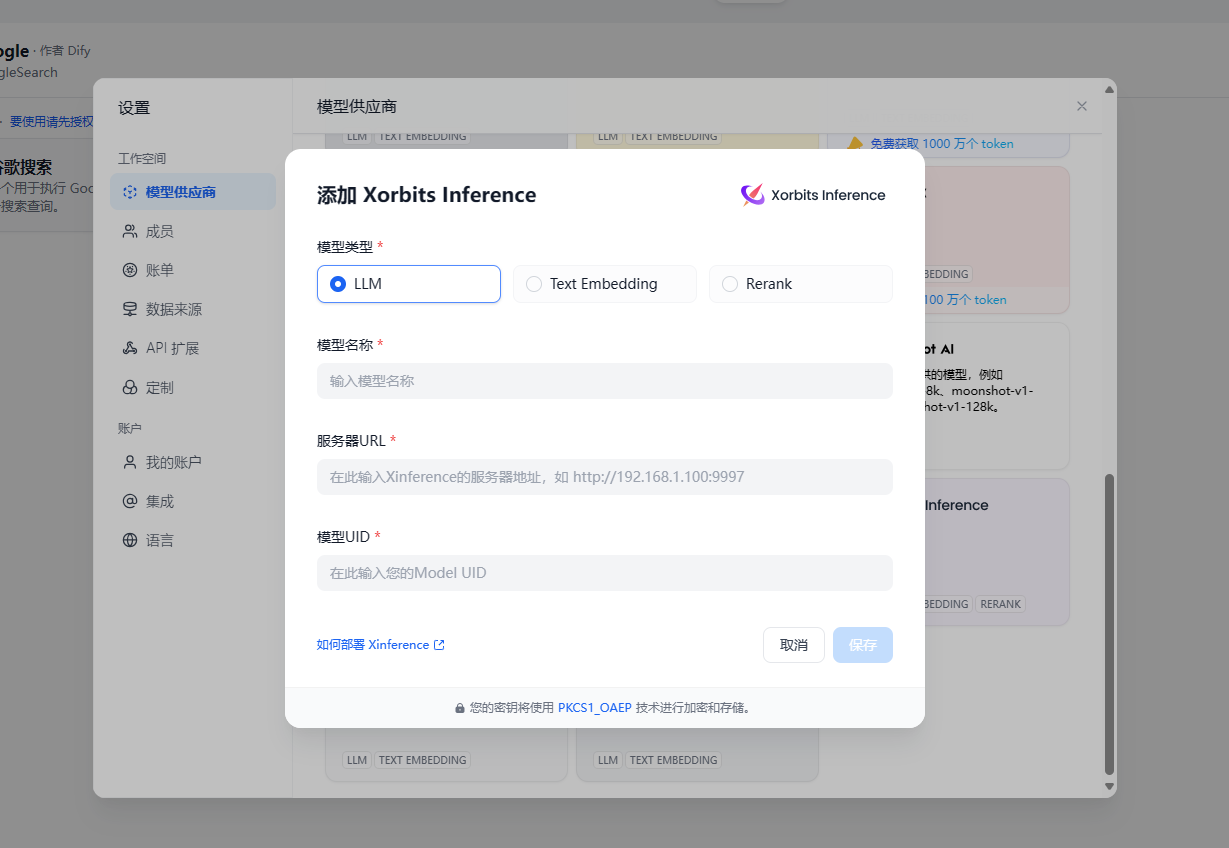 ogle · 作者 Dify
gleSearch
要使用请先授权
谷歌搜索
个用于执行 Goo
搜索查询。
设置
工作空间
模型供应商
成员
账单
数据来源
API 扩展
定制
账户
我的账户
集成
语言
模型供应商
LLM TEXT EMBEDDING
LLM TEXT EMBEDDING
免费获取 1000 万个 token
BEDDING
100 万个 token
ot AI
供的模型，例如
8k、moonshot-v1-
hot-v1-128k。
Inference
BEDDING RERANK
LLM TEXT EMBEDDING
LLM TEXT EMBEDDING
添加 Xorbits Inference
Xorbits Inference
模型类型 *
LLM
Text Embedding
Rerank
模型名称 *
输入模型名称
服务器URL *
在此输入Xinference的服务器地址，如 http://192.168.1.100:9997
模型UID *
在此输入您的Model UID
如何部署 Xinference
取消
保存
您的密钥将使用 PKCS1_OAEP 技术进行加密和存储。